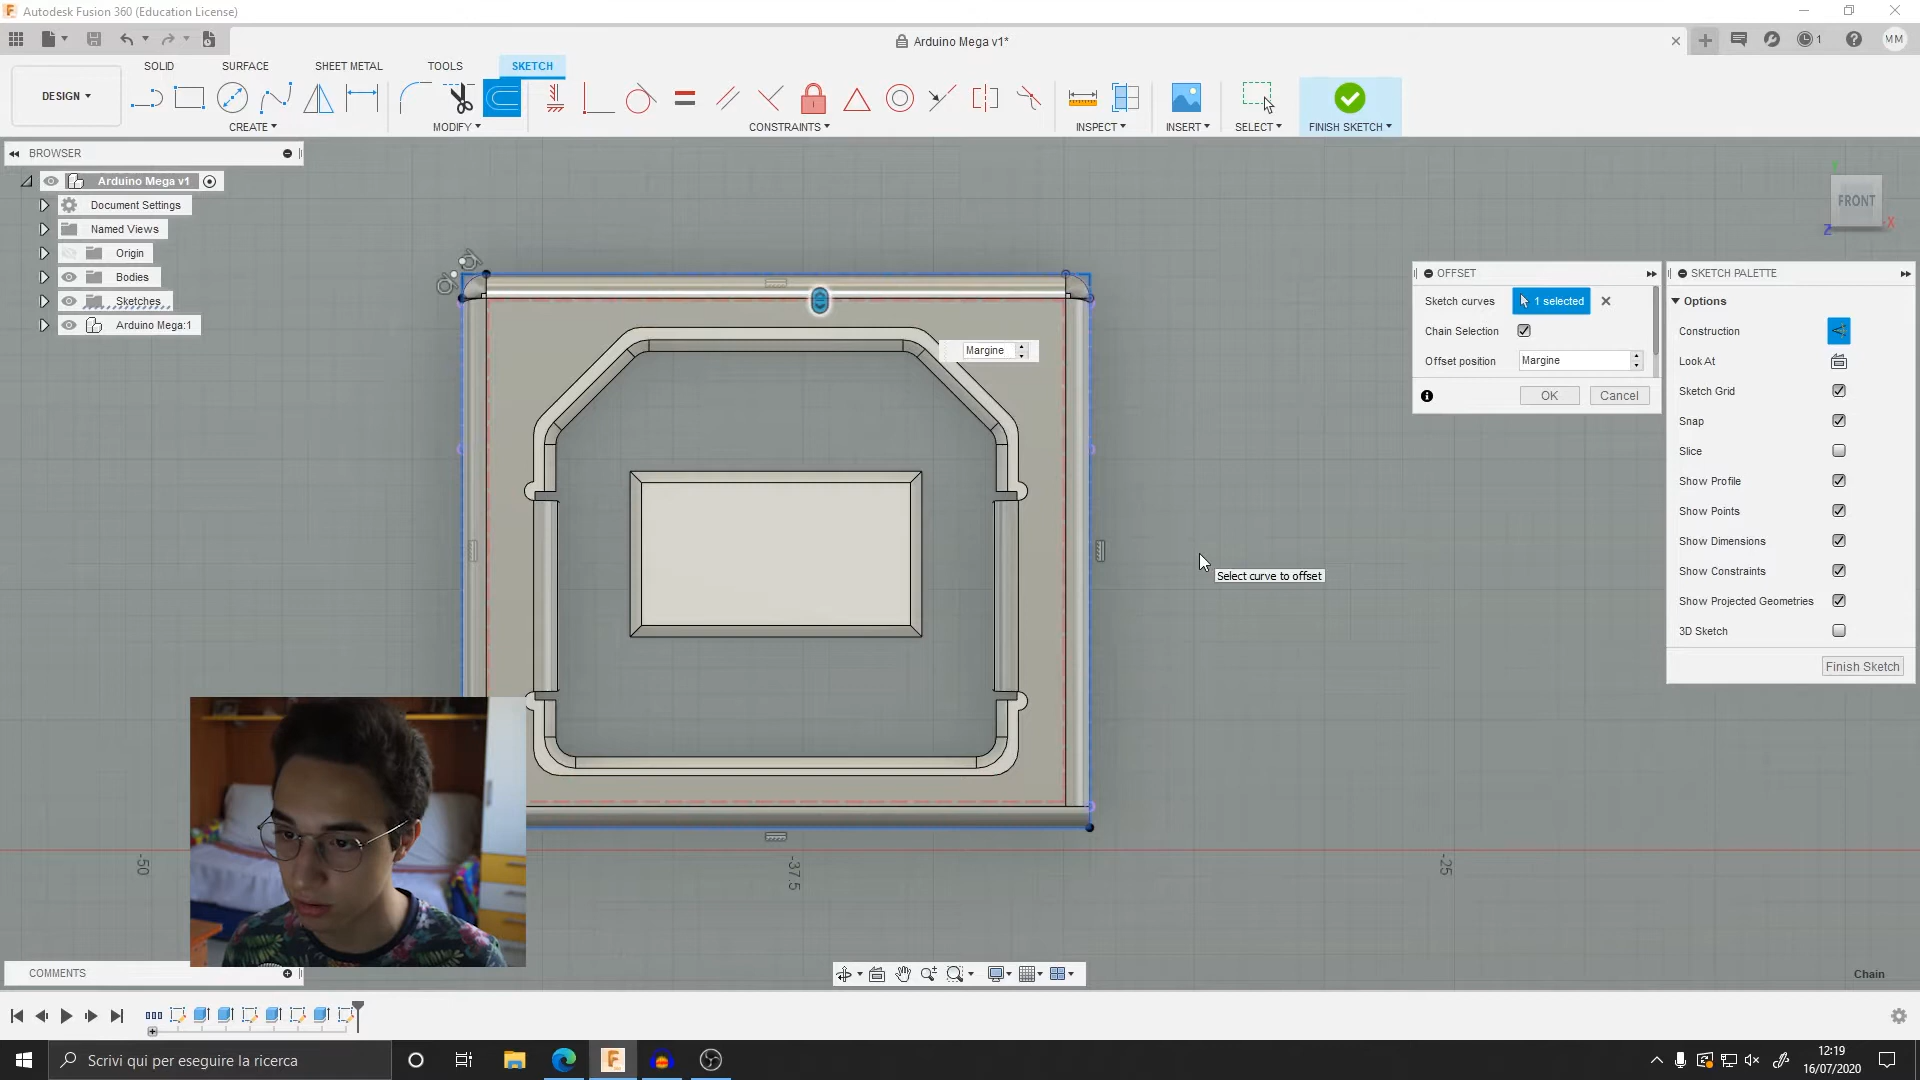 Autodesk Fusion 360 (Education License)
Arduino Mega v1*
1
MM
DESIGN
SOLID
SURFACE
SHEET METAL
TOOLS
SKETCH
CREATE
MODIFY
CONSTRAINTS
INSPECT
INSERT
SELECT
FINISH SKETCH
BROWSER
Arduino Mega v1
Document Settings
Named Views
Origin
Bodies
Sketches
Arduino Mega:1
FRONT
Y
X
Z
Margine
OFFSET
Sketch curves
1 selected
Chain Selection
Offset position
Margine
OK
Cancel
SKETCH PALETTE
Options
Construction
Look At
Sketch Grid
Snap
Slice
Show Profile
Show Points
Show Dimensions
Show Constraints
Show Projected Geometries
3D Sketch
Finish Sketch
Select curve to offset
-50
-37.5
-25
COMMENTS
Chain
Scrivi qui per eseguire la ricerca
12:19
16/07/2020